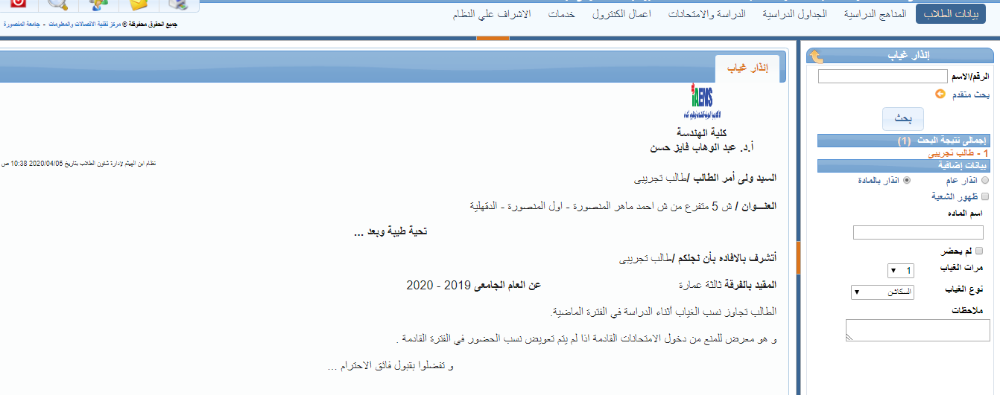 بيانات الطلاب المناهج الدراسية الجداول الدراسية الدراسة والامتحانات اعمال الكنترول خدمات الاشراف علي النظام
جميع الحقوق محفوظة © مركز تقنية الاتصالات والمعلومات - جامعة المنصورة
إنذار غياب
الرقم/الاسم
بحث متقدم
بحث
إجمالى نتيجة البحث (1)
1 - طالب تجريبى
بيانات إضافية
انذار عام انذار بالمادة
ظهور الشعبة
اسم الماده
لم يحضر
مرات الغياب 1
نوع الغياب السكاشن
ملاحظات
إنذار غياب
IAEMS
كلية الهندسة
أ.د. عبد الوهاب فايز حسن
نظام ابن الهيثم لإدارة شئون الطلاب بتاريخ 2020/04/05 10:38 ص
السيد ولى أمر الطالب /طالب تجريبى
العنـــوان / ش 5 متفرع من ش احمد ماهر المنصورة - اول المنصورة - الدقهلية
تحية طيبة وبعد ...
أتشرف بالافاده بأن نجلكم /طالب تجريبى
المقيد بالفرقة ثالثة عمارة عن العام الجامعى 2019 - 2020
الطالب تجاوز نسب الغياب أثناء الدراسة في الفترة الماضية.
و هو معرض للمنع من دخول الامتحانات القادمة اذا لم يتم تعويض نسب الحضور في الفترة القادمة .
و تفضلوا بقبول فائق الاحترام ...